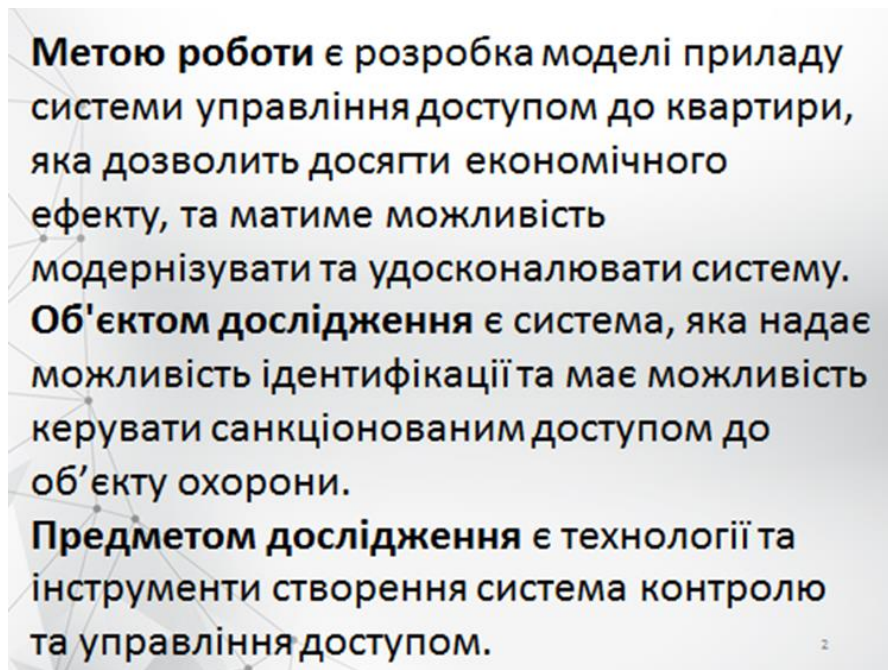 Метою роботи є розробка моделі приладу
системи управління доступом до квартири,
яка дозволить досягти економічного
ефекту, та матиме можливість
модернізувати та удосконалювати систему.
Об'єктом дослідження є система, яка надає
можливість ідентифікації та має можливість
керувати санкціонованим доступом до
об’єкту охорони.
Предметом дослідження є технології та
інструменти створення система контролю
та управління доступом.
2